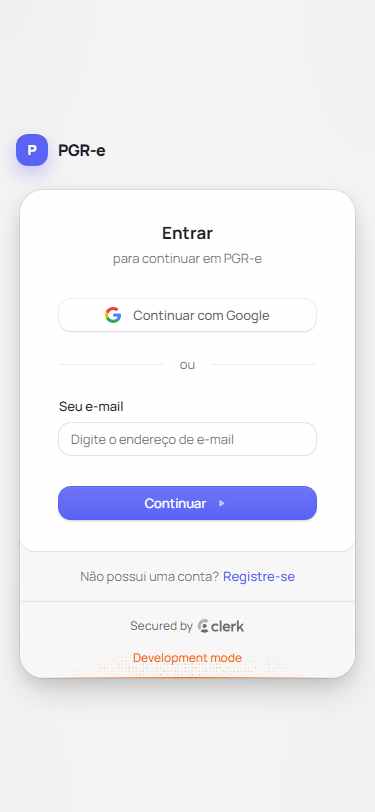 P PGR-e
Entrar
para continuar em PGR-e
Continuar com Google
ou
Seu e-mail
Digite o endereço de e-mail
Continuar
Não possui uma conta? Registre-se
Secured by clerk
Development mode